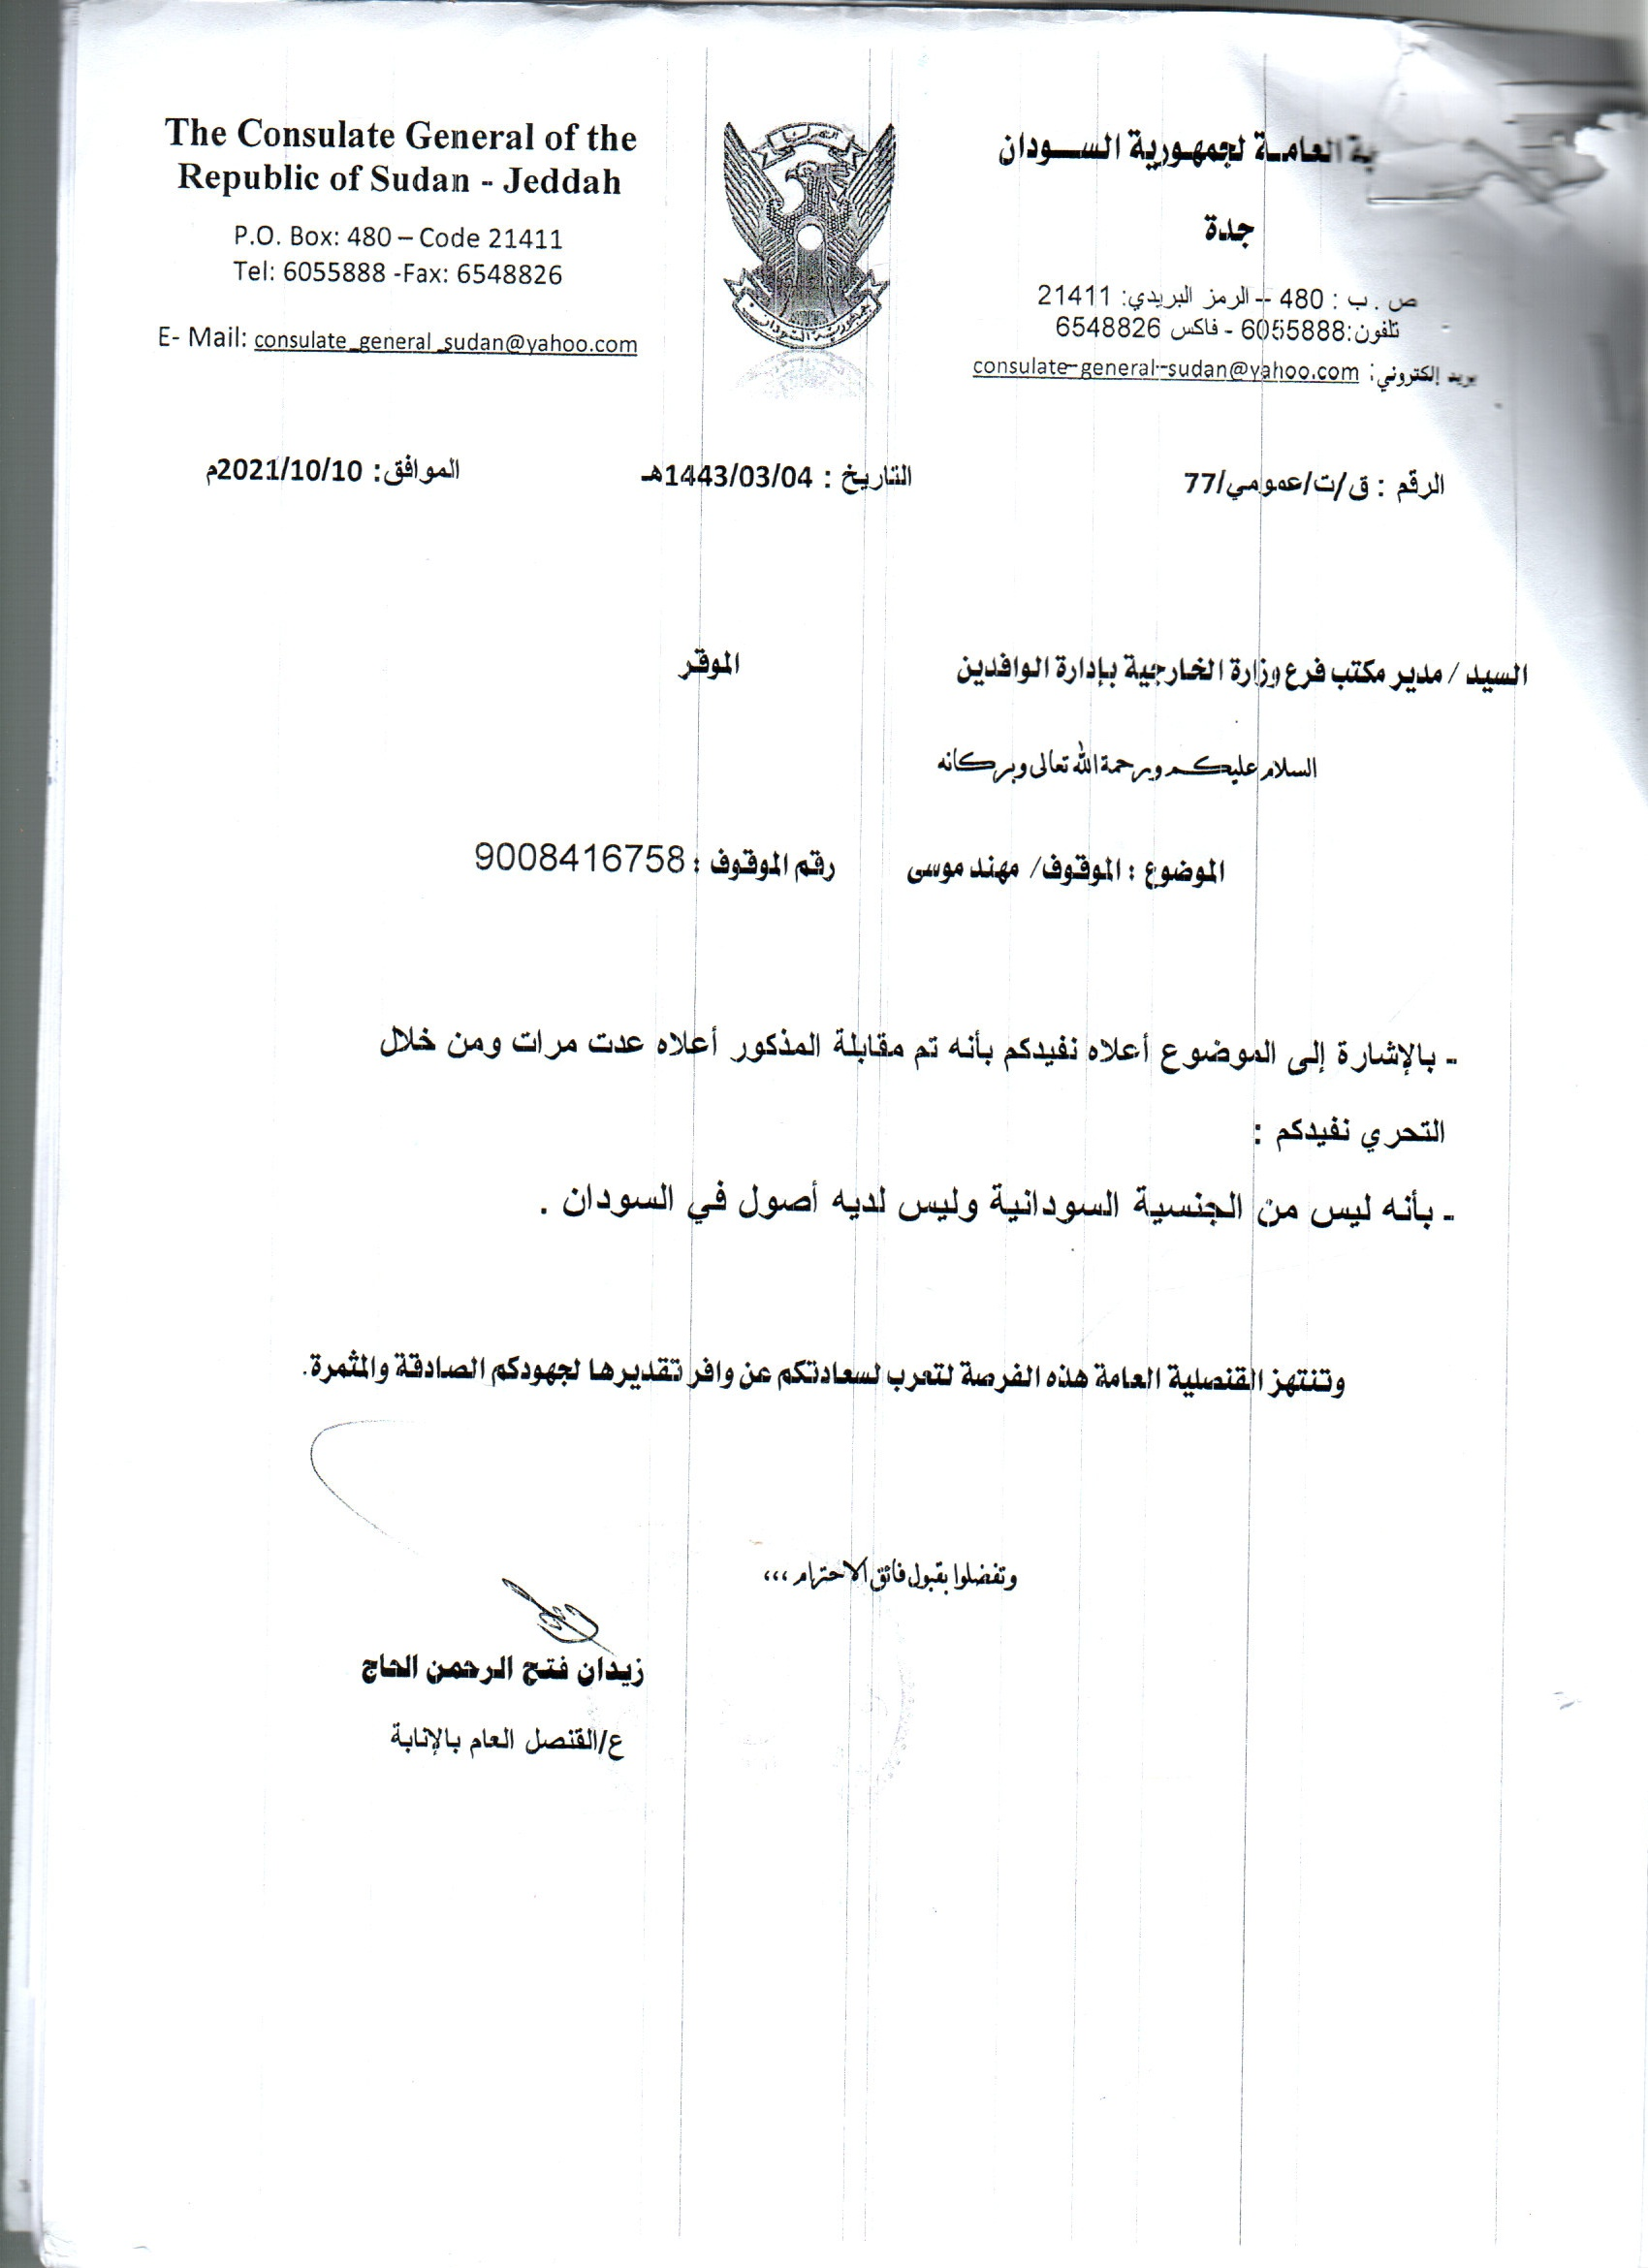 The Consulate General of the
Republic of Sudan - Jeddah
P.O. Box: 480 – Code 21411
Tel: 6055888 -Fax: 6548826
E- Mail: consulate_general_sudan@yahoo.com
جمهورية السودان
العامـة لجمهورية الســودان
جدة
ص . ب : 480 – الرمز البريدي: 21411
تلفون:6055888 - فاكس 6548826
بريد إلكتروني: consulate-general-sudan@yahoo.com
الرقم : ق/ت/عمومي/77 التاريخ : 1443/03/04هـ الموافق: 2021/10/10م
السيد / مدير مكتب فرع وزارة الخارجية بإدارة الوافدين الموقر
السلام عليكم ورحمة الله تعالى وبركاته
الموضوع : الموقوف/ مهند موسى رقم الموقوف : 9008416758
- بالإشارة إلى الموضوع أعلاه نفيدكم بأنه تم مقابلة المذكور أعلاه عدت مرات ومن خلال
التحري نفيدكم :
- بأنه ليس من الجنسية السودانية وليس لديه أصول في السودان .
وتنتهز القنصلية العامة هذه الفرصة لتعرب لسعادتكم عن وافر تقديرها لجهودكم الصادقة والمثمرة.
وتفضلوا بقبول فائق الاحترام ،،،
زيدان فتح الرحمن الحاج
ع/القنصل العام بالإنابة